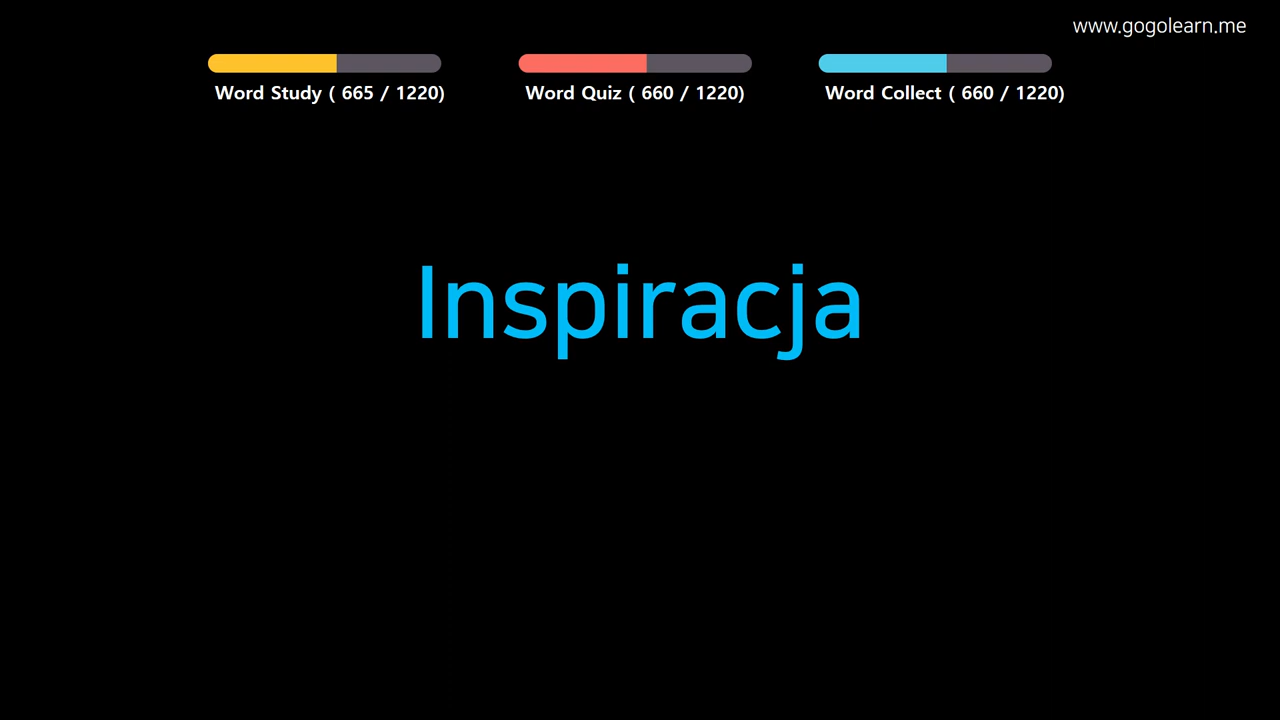 www.gogolearn.me
Word Study ( 665 / 1220)
Word Quiz ( 660 / 1220)
Word Collect ( 660 / 1220)
Inspiracja